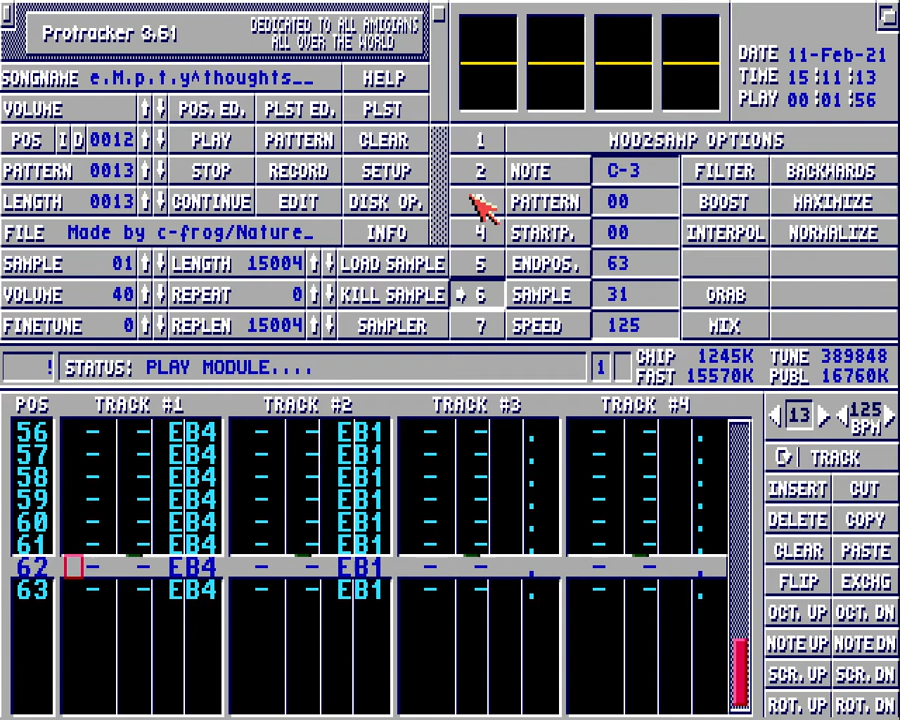 Protracker 3.61
DEDICATED TO ALL AMIGIANS
ALL OVER THE WORLD
DATE 11-Feb-21
TIME 15:11:13
PLAY 00:01:56
SONGNAME e.M.p.t.y^thoughts__ HELP
VOLUME POS. ED. PLST ED. PLST
POS I D 0012 PLAY PATTERN CLEAR 1 MOD2SAMP OPTIONS
PATTERN 0013 STOP RECORD SETUP 2 NOTE C-3 FILTER BACKWARDS
LENGTH 0013 CONTINUE EDIT DISK OP. PATTERN 00 BOOST MAXIMIZE
FILE Made by c-frog/Nature_ INFO 4 STARTP. 00 INTERPOL NORMALIZE
SAMPLE 01 LENGTH 15004 LOAD SAMPLE 5 ENDPOS. 63
VOLUME 40 REPEAT 0 KILL SAMPLE 6 SAMPLE 31 GRAB
FINETUNE 0 REPLEN 15004 SAMPLER 7 SPEED 125 MIX
! STATUS: PLAY MODULE.... 1 CHIP 1245K TUNE 389848
FAST 15570K PUBL 16760K
POS TRACK #1 TRACK #2 TRACK #3 TRACK #4 13 125
BPM
56 - - EB4 - - EB1 - - . - - .
57 - - EB4 - - EB1 - - . - - .
58 - - EB4 - - EB1 - - . - - .
59 - - EB4 - - EB1 - - . - - .
60 - - EB4 - - EB1 - - . - - .
61 - - EB4 - - EB1 - - . - - .
62 - - EB4 - - EB1 - - . - - .
63 - - EB4 - - EB1 - - . - - .
TRACK
INSERT CUT
DELETE COPY
CLEAR PASTE
FLIP EXCHG
OCT. UP OCT. DN
NOTE UP NOTE DN
SCR. UP SCR. DN
ROT. UP ROT. DN